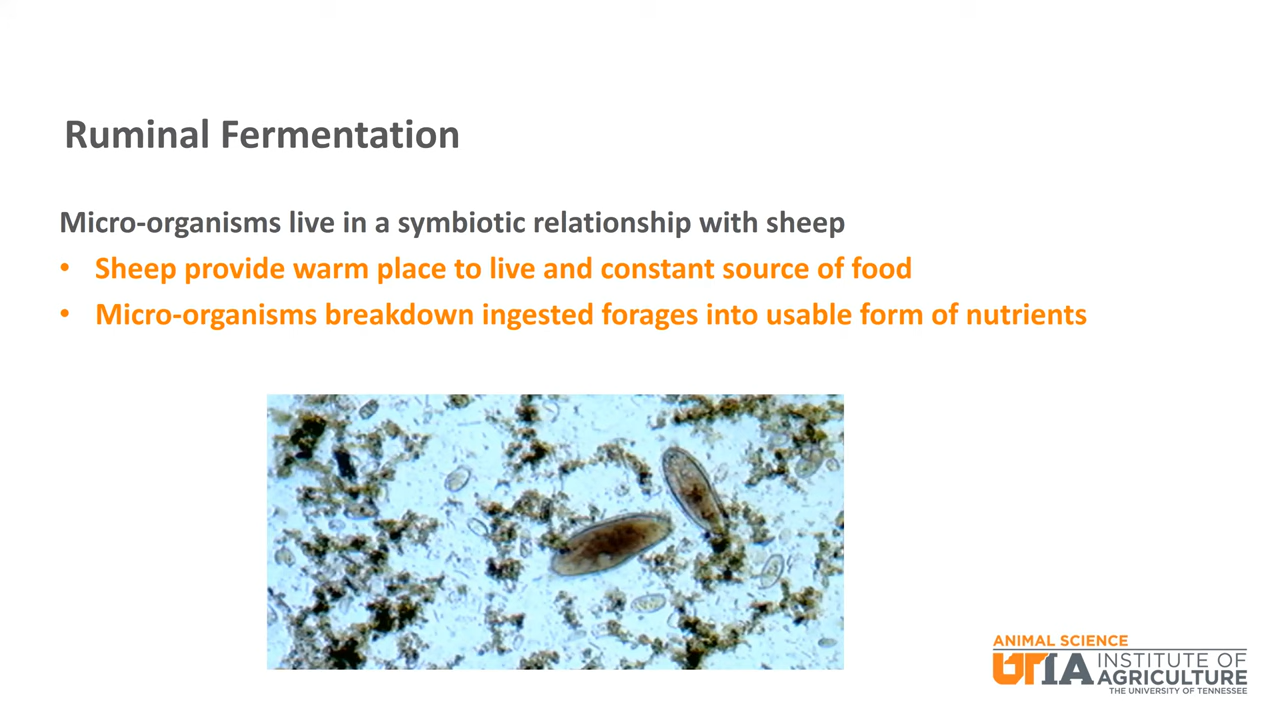 Ruminal Fermentation
Micro-organisms live in a symbiotic relationship with sheep
• Sheep provide warm place to live and constant source of food
• Micro-organisms breakdown ingested forages into usable form of nutrients
ANIMAL SCIENCE
UTIA INSTITUTE OF
AGRICULTURE
THE UNIVERSITY OF TENNESSEE